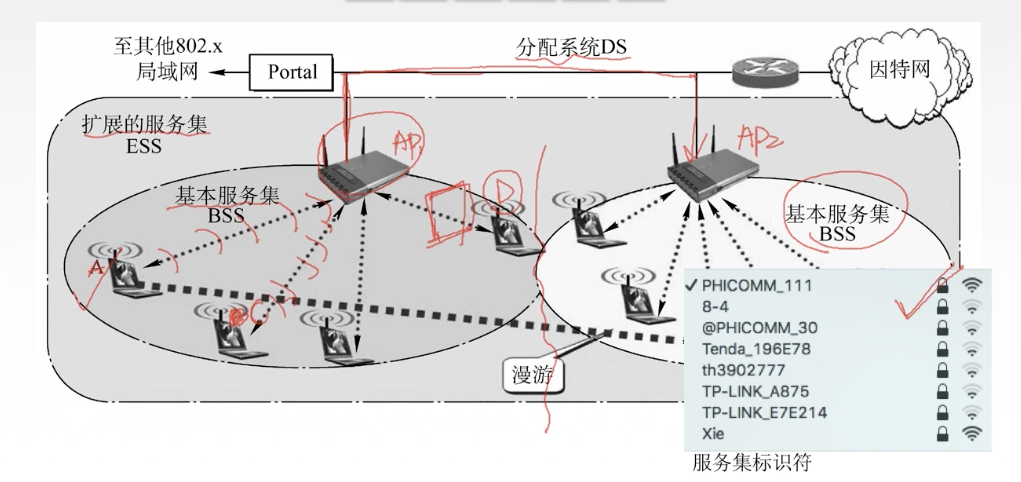 至其他802.x
局域网
Portal
分配系统DS
因特网
扩展的服务集
ESS
AP1
AP2
基本服务集
BSS
D
基本服务集
BSS
A
漫游
✓ PHICOMM_111
8-4
@PHICOMM_30
Tenda_196E78
th3902777
TP-LINK_A875
TP-LINK_E7E214
Xie
服务集标识符